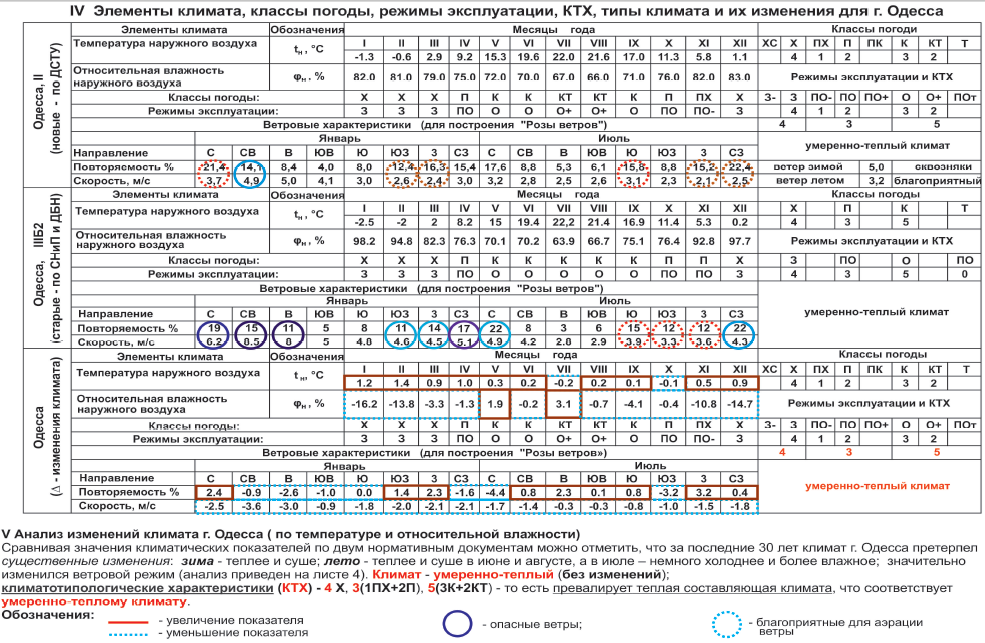 IV Элементы климата, классы погоды, режимы эксплуатации, КТХ, типы климата и их изменения для г. Одесса
Одесса, II
(новые - по ДСТУ)
Элементы климата Обозначения Месяцы года Классы погоди
Температура наружного воздуха tн , °C I II III IV V VI VII VIII IX X XI XII ХС Х ПХ П ПК К КТ Т
-1.3 -0.6 2.9 9.2 15.3 19.6 22.0 21.6 17.0 11.3 5.8 1.1 4 1 2 3 2
Относительная влажность наружного воздуха φн , % 82.0 81.0 79.0 75.0 72.0 70.0 67.0 66.0 71.0 76.0 82.0 83.0 Режимы эксплуатации и КТХ
Классы погоды: Х Х Х П К К КТ КТ К П ПХ Х З- З ПО- ПО ПО+ О О+ ПОт
Режимы эксплуатации: З З З ПО О О О+ О+ О ПО ПО- З 4 1 2 3 2
Ветровые характеристики (для построения "Розы ветров") 4 3 5
Январь Июль умеренно-теплый климат
Направление С СВ В ЮВ Ю ЮЗ З СЗ С СВ В ЮВ Ю ЮЗ З СЗ
Повторяемость % 21,4 14,1 8,4 4,0 8,0 12,4 16,3 15,4 17,6 8,8 5,3 6,1 15,8 8,8 15,2 22,4 ветер зимой 5,0 сквозняки
Скорость, м/с 3,7 4,9 5,0 4,1 3,0 2,6 2,4 3,0 3,2 2,8 2,5 2,6 3,1 2,3 2,1 2,5 ветер летом 3,2 благоприятный
Одесса, IIIБ2
(старые - по СНиП и ДБН)
Элементы климата Обозначения Месяцы года Классы погоды
Температура наружного воздуха tн , °C I II III IV V VI VII VIII IX X XI XII Х П К Т
-2.5 -2 2 8.2 15 19.4 22,2 21.4 16.9 11.4 5.3 0.2 4 3 5
Относительная влажность наружного воздуха φн , % 98.2 94.8 82.3 76.3 70.1 70.2 63.9 66.7 75.1 76.4 92.8 97.7 Режимы эксплуатации и КТХ
Классы погоды: Х Х Х П К К К К К П П Х З ПО О ПО
Режимы эксплуатации: З З З ПО О О О О О ПО ПО З 4 3 5 0
Ветровые характеристики (для построения "Розы ветров")
Январь Июль умеренно-теплый климат
Направление С СВ В ЮВ Ю ЮЗ З СЗ С СВ В ЮВ Ю ЮЗ З СЗ
Повторяемость % 19 15 11 5 8 11 14 17 22 8 3 6 15 12 12 22
Скорость, м/с 6.2 8.5 8 5 4.8 4.6 4.5 5.1 4.9 4.2 2.8 2.9 3.9 3.3 3.6 4.3
Одесса
(Δ - изменения климата)
Элементы климата Обозначения Месяцы года Классы погоды
Температура наружного воздуха t н , °C I II III IV V VI VII VIII IX X XI XII ХС Х ПХ П ПК К КТ Т
1.2 1.4 0.9 1.0 0.3 0.2 -0.2 0.2 0.1 -0.1 0.5 0.9 4 1 2 3 2
Относительная влажность наружного воздуха φн , % -16.2 -13.8 -3.3 -1.3 1.9 -0.2 3.1 -0.7 -4.1 -0.4 -10.8 -14.7 Режимы эксплуатации и КТХ
Классы погоды: Х Х Х П К К КТ КТ К П ПХ Х З- З ПО- ПО ПО+ О О+ ПОт
Режимы эксплуатации: З З З ПО О О О+ О+ О ПО ПО- З 4 1 2 3 2
Ветровые характеристики (для построения "Розы ветров») 4 3 5
Январь Июль умеренно-теплый климат
Направление С СВ В ЮВ Ю ЮЗ З СЗ С СВ В ЮВ Ю ЮЗ З СЗ
Повторяемость % 2.4 -0.9 -2.6 -1.0 0.0 1.4 2.3 -1.6 -4.4 0.8 2.3 0.1 0.8 -3.2 3.2 0.4
Скорость, м/с -2.5 -3.6 -3.0 -0.9 -1.8 -2.0 -2.1 -2.1 -1.7 -1.4 -0.3 -0.3 -0.8 -1.0 -1.5 -1.8
V Анализ изменений климата г. Одесса ( по температуре и относительной влажности)
Сравнивая значения климатических показателей по двум нормативным документам можно отметить, что за последние 30 лет климат г. Одесса претерпел
существенные изменения: зима - теплее и суше; лето - теплее и суше в июне и августе, а в июле – немного холоднее и более влажное; значительно
изменился ветровой режим (анализ приведен на листе 4). Климат - умеренно-теплый (без изменений);
климатотипологические характеристики (КТХ) - 4 Х, 3(1ПХ+2П), 5(3К+2КТ) - то есть превалирует теплая составляющая климата, что соответствует
умеренно-теплому климату.
Обозначения: - увеличение показателя - опасные ветры; - благоприятные для аэрации
- уменьшение показателя ветры